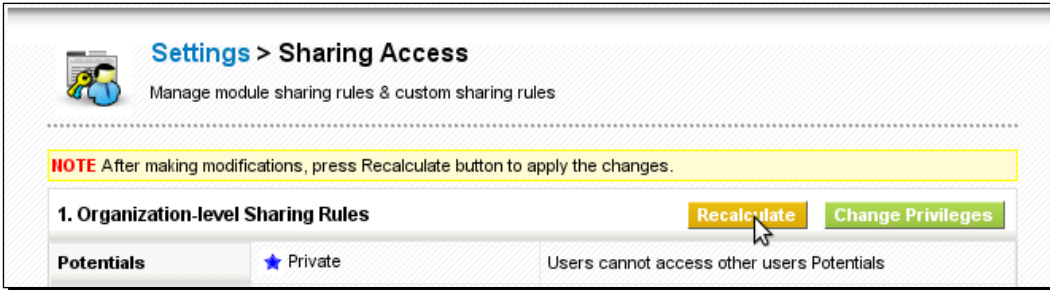 Settings > Sharing Access
Manage module sharing rules & custom sharing rules
NOTE After making modifications, press Recalculate button to apply the changes.
1. Organization-level Sharing Rules
Recalculate
Change Privileges
Potentials
Private
Users cannot access other users Potentials